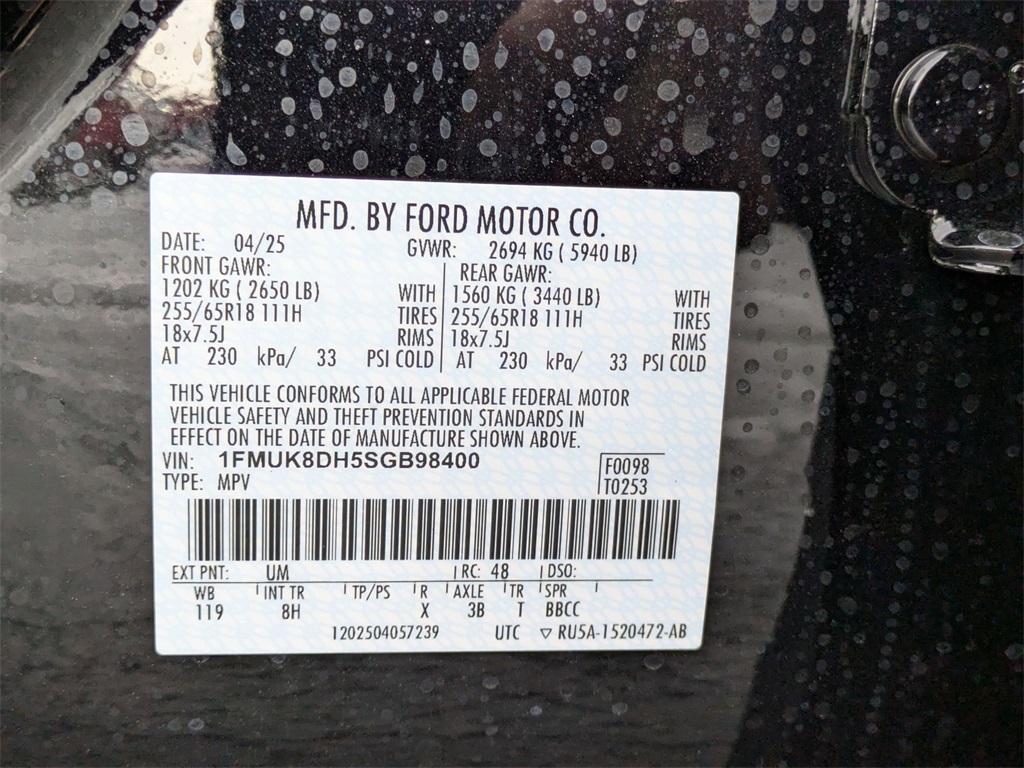 MFD. BY FORD MOTOR CO.
DATE: 04/25 GVWR: 2694 KG ( 5940 LB)
FRONT GAWR: REAR GAWR:
1202 KG ( 2650 LB) WITH 1560 KG ( 3440 LB) WITH
255/65R18 111H TIRES 255/65R18 111H TIRES
18x7.5J RIMS 18x7.5J RIMS
AT 230 kPa/ 33 PSI COLD AT 230 kPa/ 33 PSI COLD
THIS VEHICLE CONFORMS TO ALL APPLICABLE FEDERAL MOTOR
VEHICLE SAFETY AND THEFT PREVENTION STANDARDS IN
EFFECT ON THE DATE OF MANUFACTURE SHOWN ABOVE.
VIN: 1FMUK8DH5SGB98400 F0098
TYPE: MPV T0253
EXT PNT: UM RC: 48 DSO:
WB INT TR TP/PS R AXLE TR SPR
119 8H X 3B T BBCC
1202504057239 UTC ▽ RU5A-1520472-AB